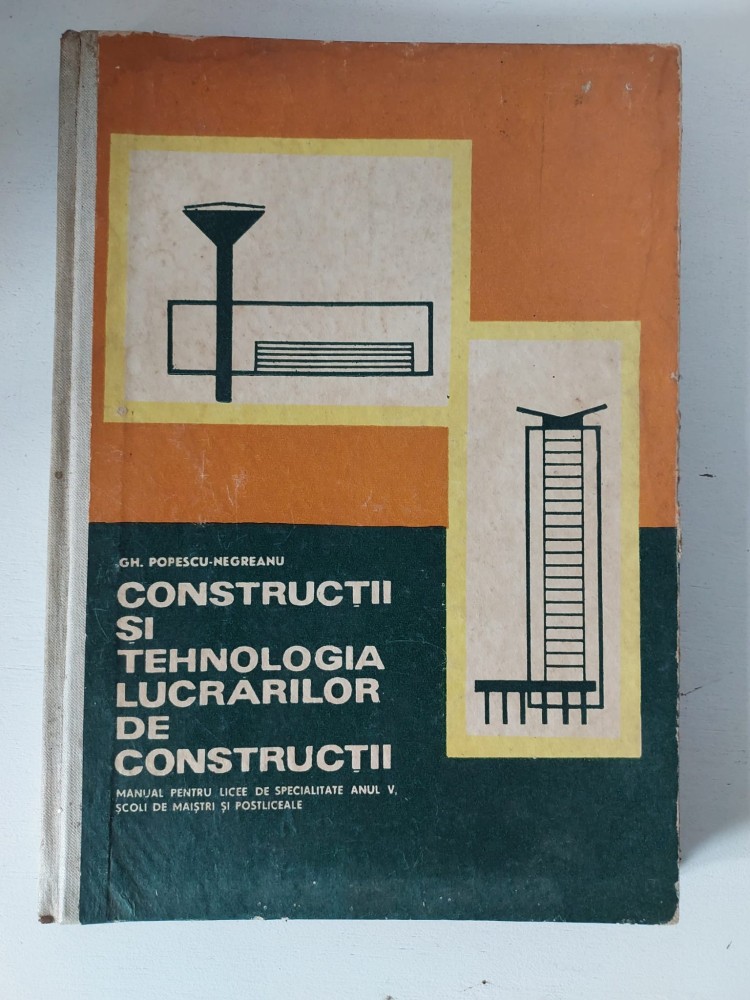 GH. POPESCU-NEGREANU
CONSTRUCȚII
ȘI
TEHNOLOGIA
LUCRĂRILOR
DE
CONSTRUCȚII
MANUAL PENTRU LICEE DE SPECIALITATE ANUL V,
ȘCOLI DE MAIȘTRI ȘI POSTLICEALE